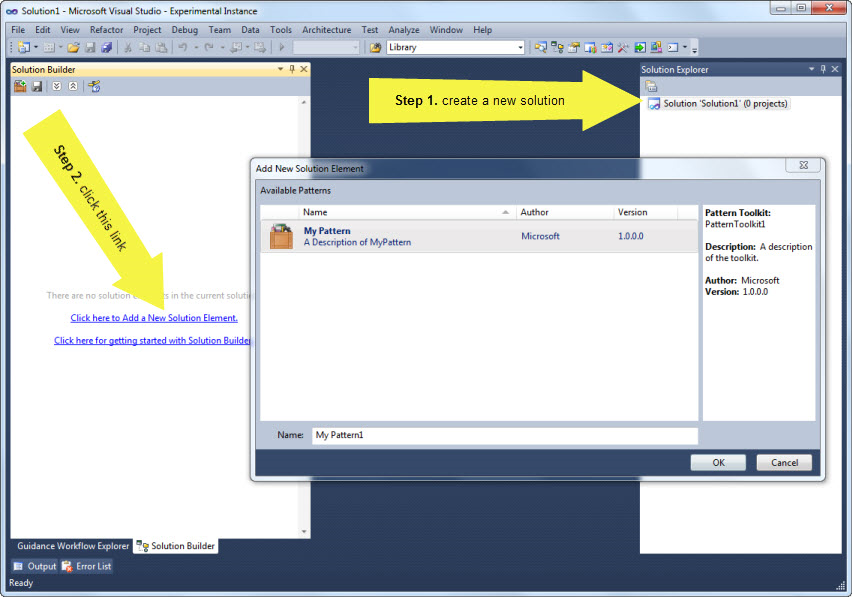 Solution1 - Microsoft Visual Studio - Experimental Instance
File Edit View Refactor Project Debug Team Data Tools Architecture Test Analyze Window Help
Library
Solution Builder
Solution Explorer
Step 1. create a new solution
Solution 'Solution1' (0 projects)
Step 2. click this link
There are no solution in the current
Click here to Add a New Solution Element.
Click here for getting started with Solution Builder
Add New Solution Element
Available Patterns
Name Author Version
My Pattern
A Description of MyPattern
Microsoft
1.0.0.0
Pattern Toolkit:
PatternToolkit1
Description: A description
of the toolkit.
Author: Microsoft
Version: 1.0.0.0
Name: My Pattern1
OK Cancel
Guidance Workflow Explorer Solution Builder
Output Error List
Ready